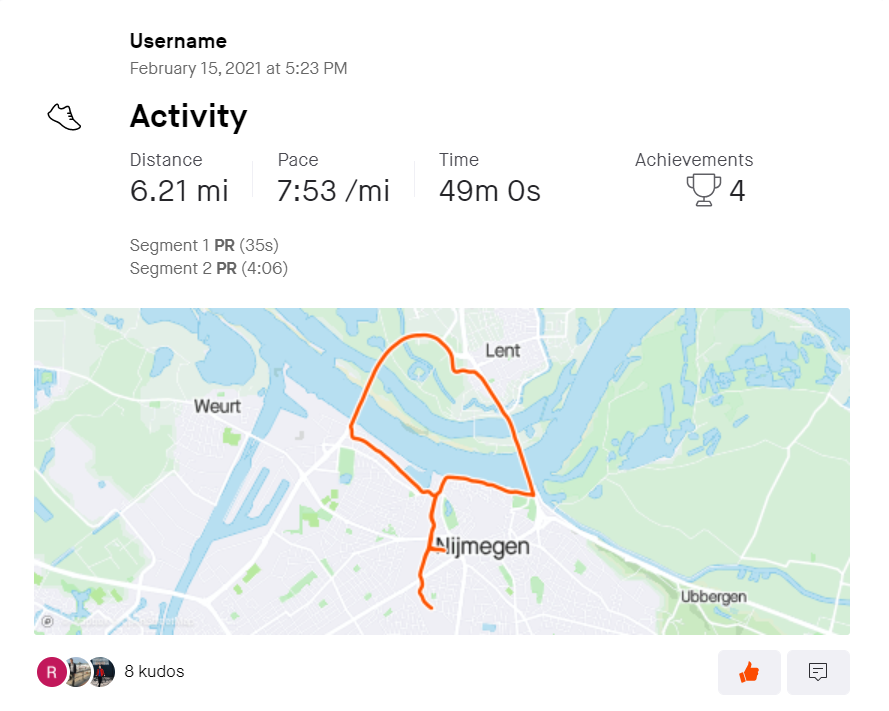 Username
February 15, 2021 at 5:23 PM
Activity
Distance Pace Time Achievements
6.21 mi 7:53 /mi 49m 0s 4
Segment 1 PR (35s)
Segment 2 PR (4:06)
Lent
Weurt
Nijmegen
Ubbergen
R 8 kudos